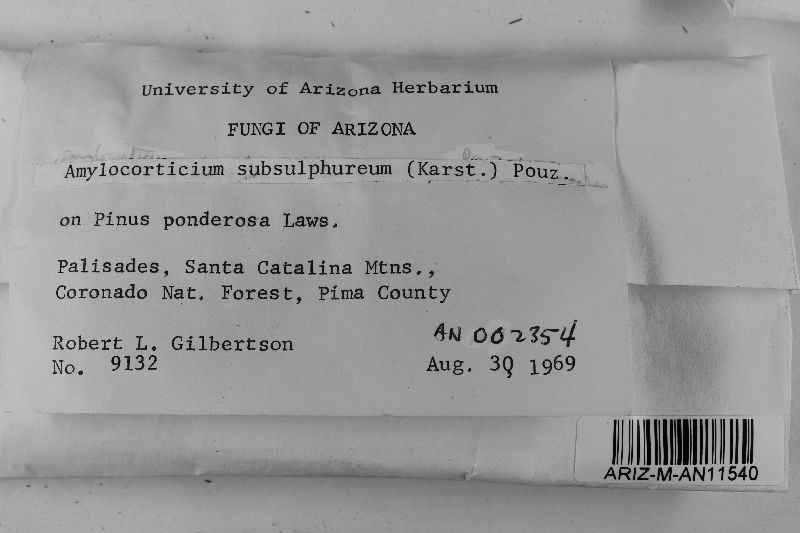 University of Arizona Herbarium
FUNGI OF ARIZONA
Amylocorticium subsulphureum (Karst.) Pouz.
on Pinus ponderosa Laws.
Palisades, Santa Catalina Mtns.,
Coronado Nat. Forest, Pima County
Robert L. Gilbertson
AN 002354
No. 9132
Aug. 30 1969
ARIZ-M-AN11540